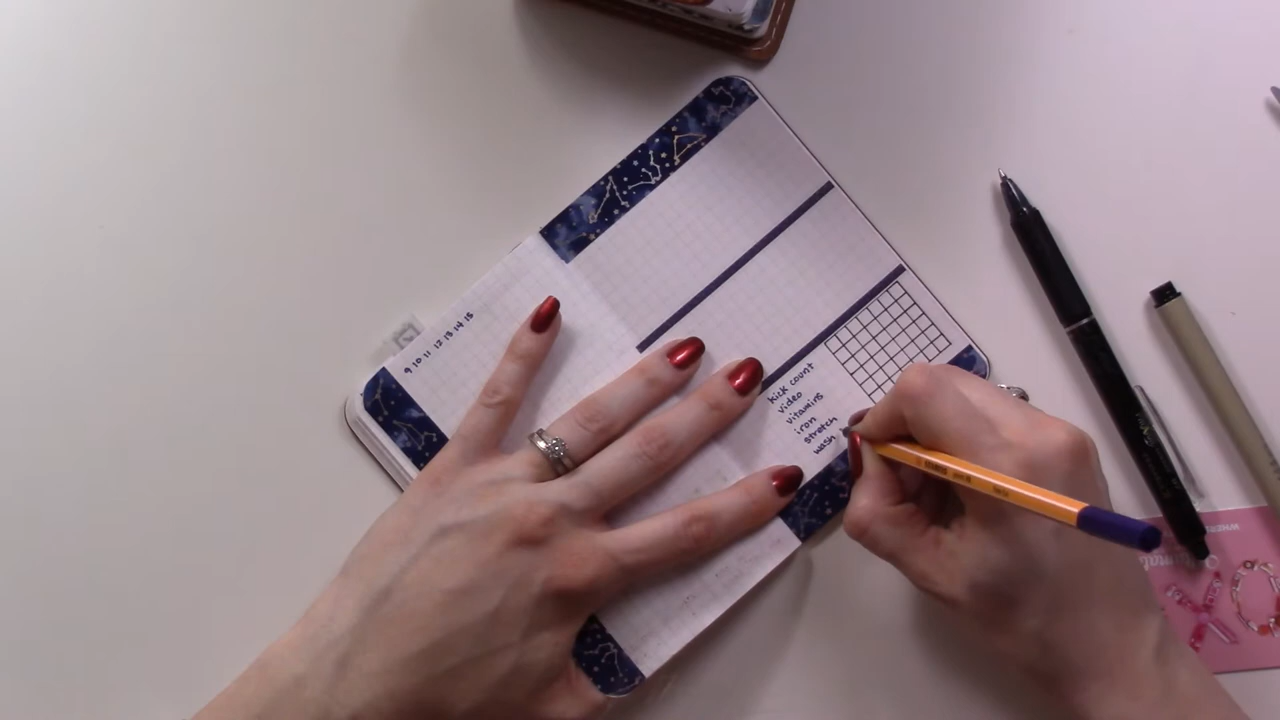 9 10 11 12 13 14 15
kick count
video
vitamins
iron
stretch
wash